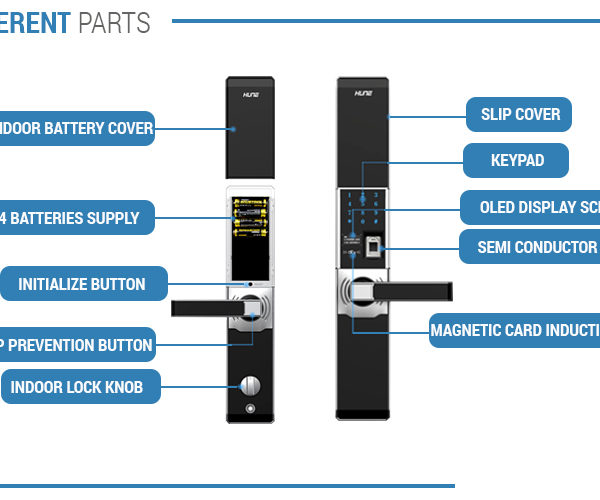 ERENT PARTS
NDOOR BATTERY COVER
4 BATTERIES SUPPLY
INITIALIZE BUTTON
P PREVENTION BUTTON
INDOOR LOCK KNOB
HUNE
HUNE
SLIP COVER
KEYPAD
OLED DISPLAY SC
SEMI CONDUCTOR
MAGNETIC CARD INDUCTI